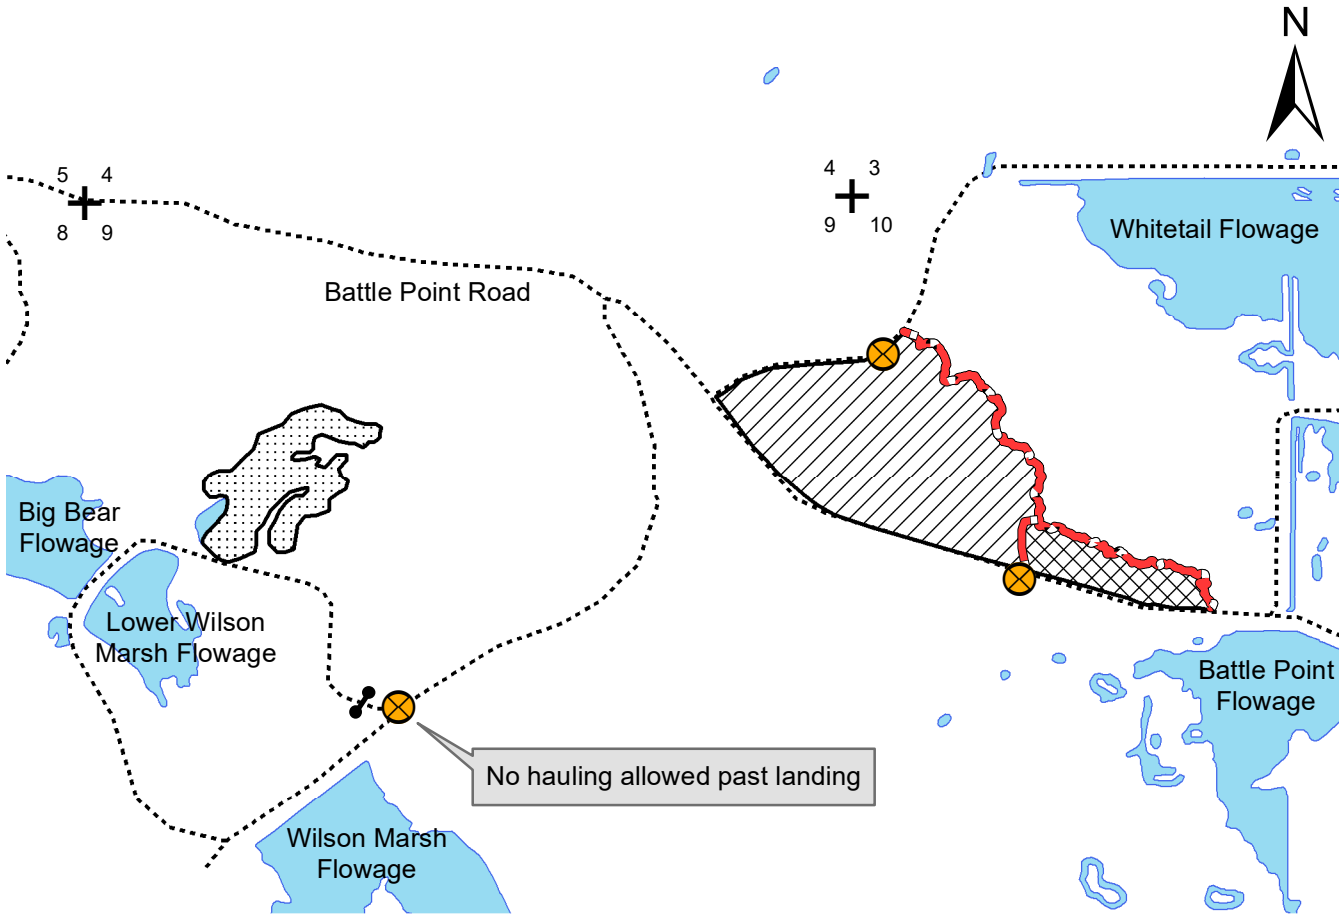 N
5 4
8 9
4 3
9 10
Whitetail Flowage
Battle Point Road
Big Bear
Flowage
Lower Wilson
Marsh Flowage
Battle Point
Flowage
No hauling allowed past landing
Wilson Marsh
Flowage